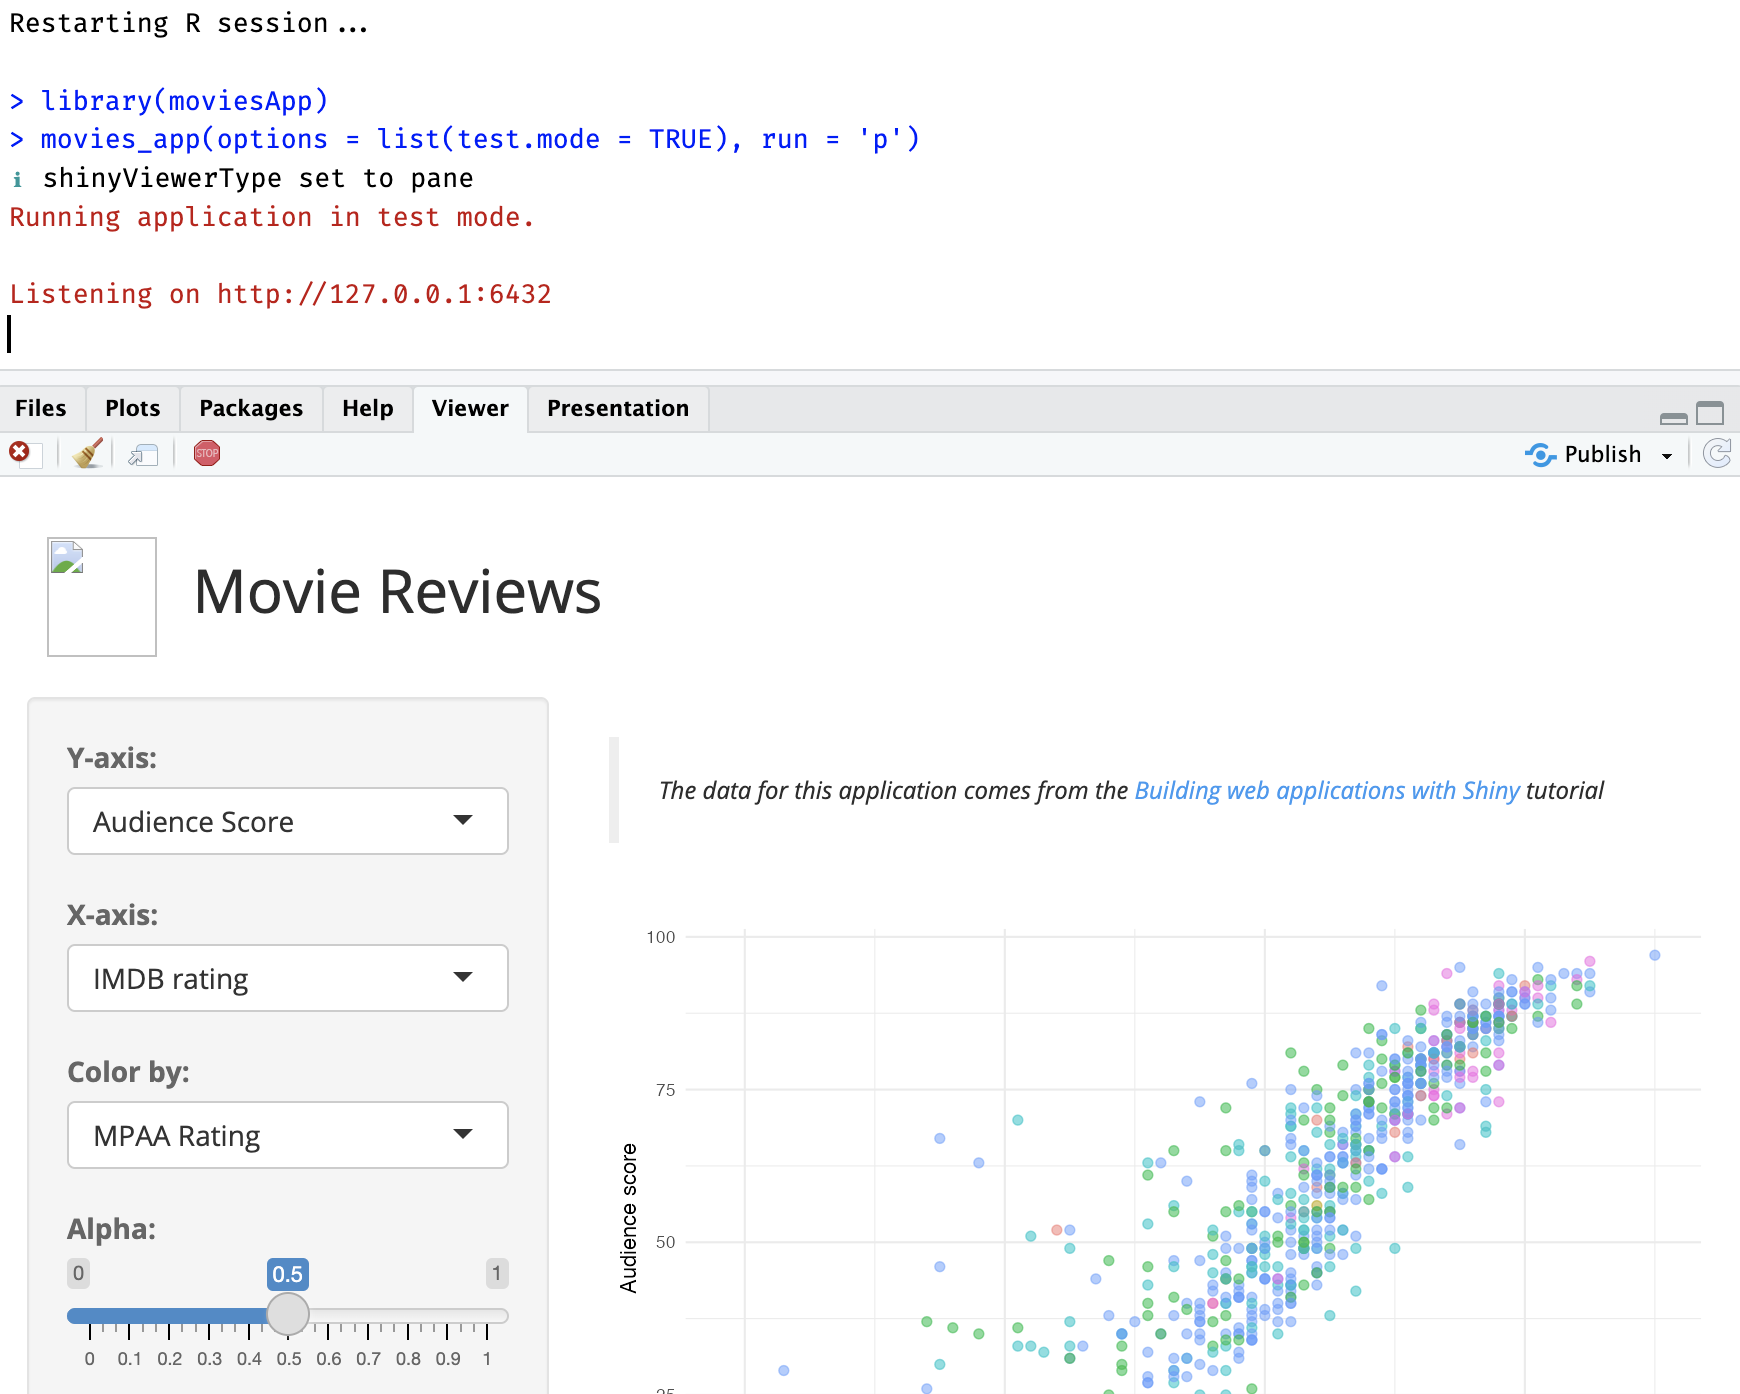 Restarting R session...
> library(moviesApp)
> movies_app(options = list(test.mode = TRUE), run = 'p')
ℹ shinyViewerType set to pane
Running application in test mode.
Listening on http://127.0.0.1:6432
Files Plots Packages Help Viewer Presentation
STOP Publish
Movie Reviews
Y-axis:
Audience Score
X-axis:
IMDB rating
Color by:
MPAA Rating
Alpha:
0 0.5 1
0 0.1 0.2 0.3 0.4 0.5 0.6 0.7 0.8 0.9 1
The data for this application comes from the Building web applications with Shiny tutorial
100
75
50
25
Audience score